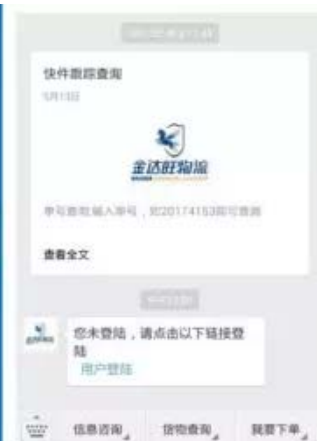 快件跟踪查询
5月13日
金达旺物流
单号查询:输入单号，如20174153即可查询
查看全文
您未登陆，请点击以下链接登
陆
用户登陆
信息咨询
货物查询
我要下单